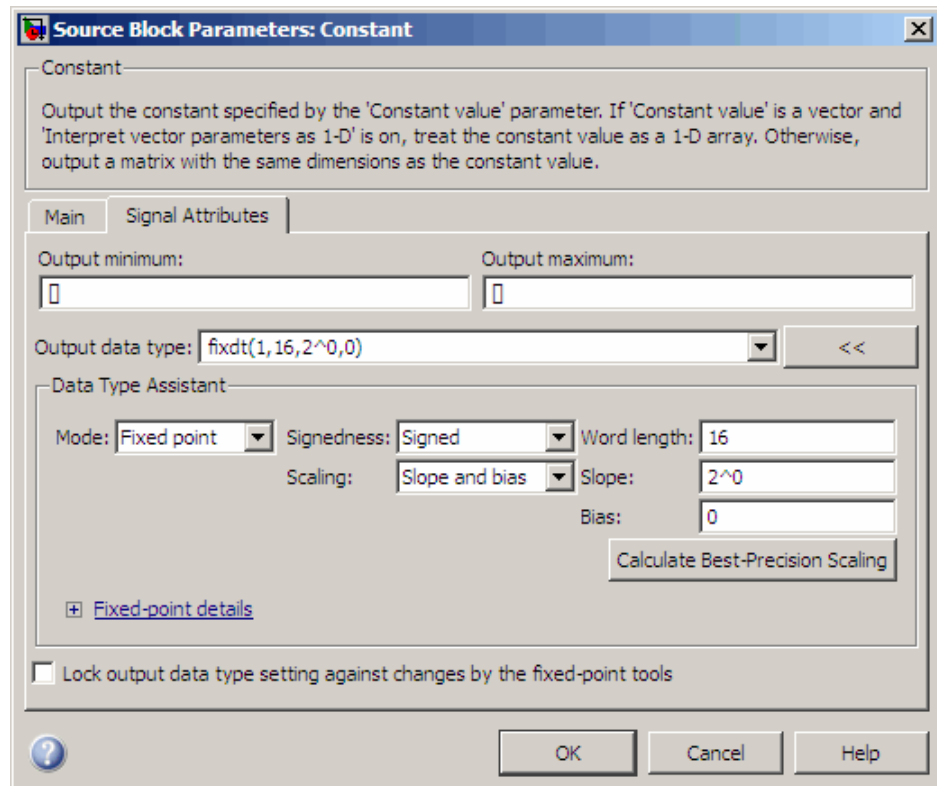 Source Block Parameters: Constant
Constant
Output the constant specified by the 'Constant value' parameter. If 'Constant value' is a vector and
'Interpret vector parameters as 1-D' is on, treat the constant value as a 1-D array. Otherwise,
output a matrix with the same dimensions as the constant value.
Main Signal Attributes
Output minimum: Output maximum:
[] []
Output data type: fixdt(1,16,2^0,0) <<
Data Type Assistant
Mode: Fixed point Signedness: Signed Word length: 16
Scaling: Slope and bias Slope: 2^0
Bias: 0
Calculate Best-Precision Scaling
Fixed-point details
Lock output data type setting against changes by the fixed-point tools
? OK Cancel Help